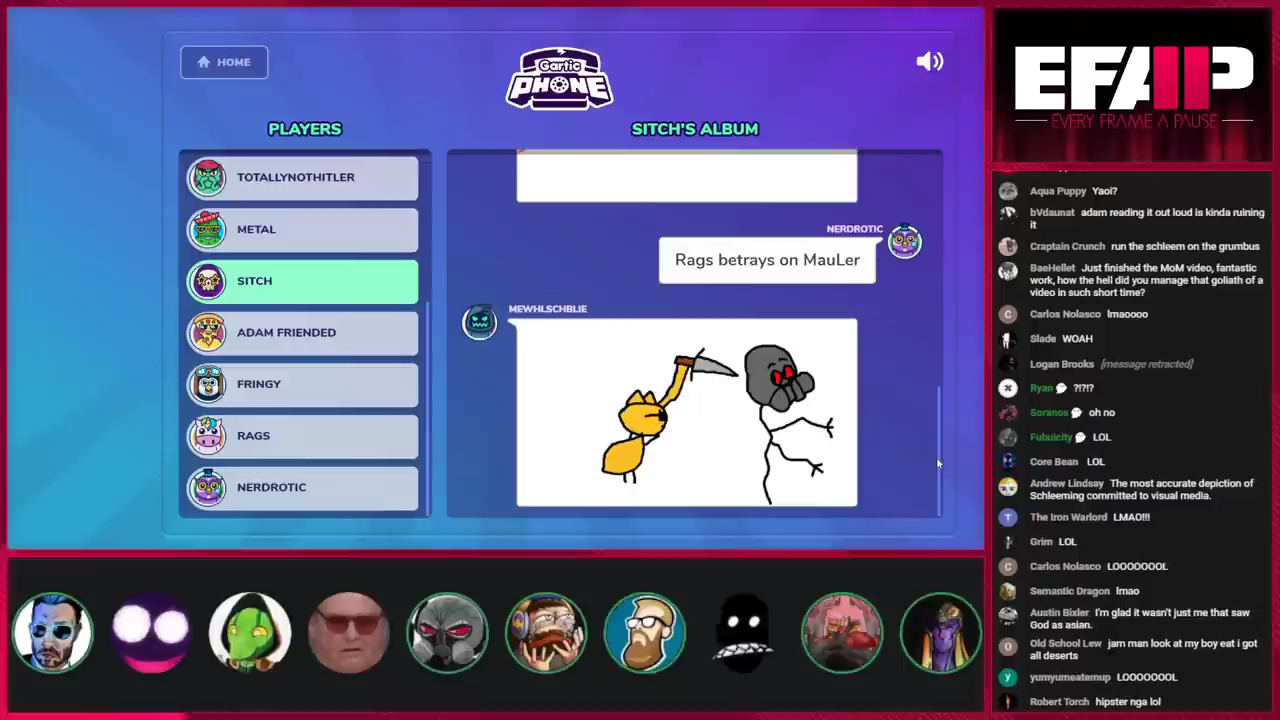 HOME
Gartic
PHONE
PLAYERS
TOTALLYNOTHITLER
METAL
SITCH
ADAM FRIENDED
FRINGY
RAGS
NERDROTIC
SITCH'S ALBUM
NERDROTIC
Rags betrays on MauLer
MEWHLSCHBLIE
EFAP
EVERY FRAME A PAUSE
Aqua Puppy Yaoi?
bVdaunat adam reading it out loud is kinda ruining
it
Craptain Crunch run the schleem on the grumbus
BaeHellet Just finished the MoM video, fantastic
work, how the hell did you manage that goliath of a
video in such short time?
Carlos Nolasco lmaoooo
Slade WOAH
Logan Brooks [message retracted]
Ryan ?!?!?
Soranos oh no
Fubuicity LOL
Core Bean LOL
Andrew Lindsay The most accurate depiction of
Schleeming committed to visual media.
T
The Iron Warlord LMAO!!!
Grim LOL
C
Carlos Nolasco LOOOOOOOL
Semantic Dragon lmao
Austin Bixler I'm glad it wasn't just me that saw
God as asian.
O
Old School Lew jarn man look at my boy eat i got
all deserts
y
yumyumeatemup LOOOOOOOL
Robert Torch hipster nga lol